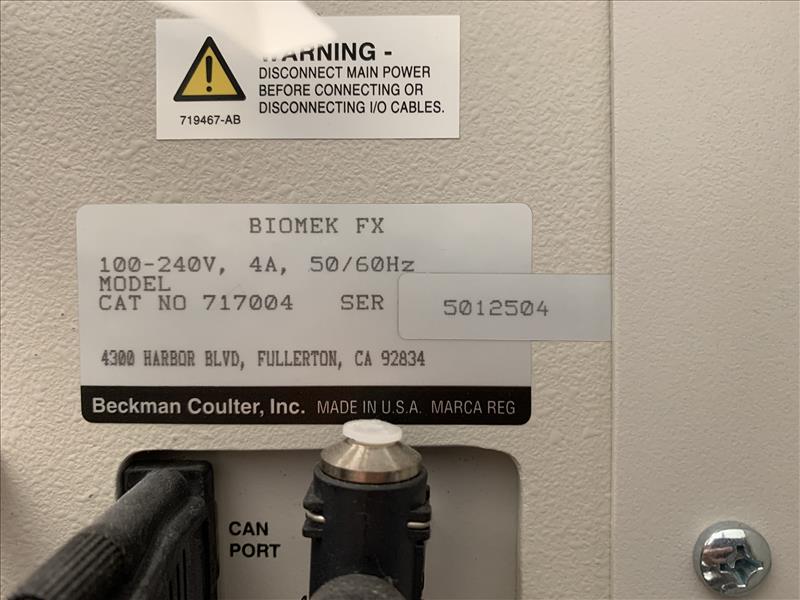 WARNING -
DISCONNECT MAIN POWER
BEFORE CONNECTING OR
DISCONNECTING I/O CABLES.
719467-AB
BIOMEK FX
100-240V, 4A, 50/60Hz
MODEL
CAT NO 717004 SER 5012504
4300 HARBOR BLVD, FULLERTON, CA 92834
Beckman Coulter, Inc. MADE IN U.S.A. MARCA REG
CAN
PORT